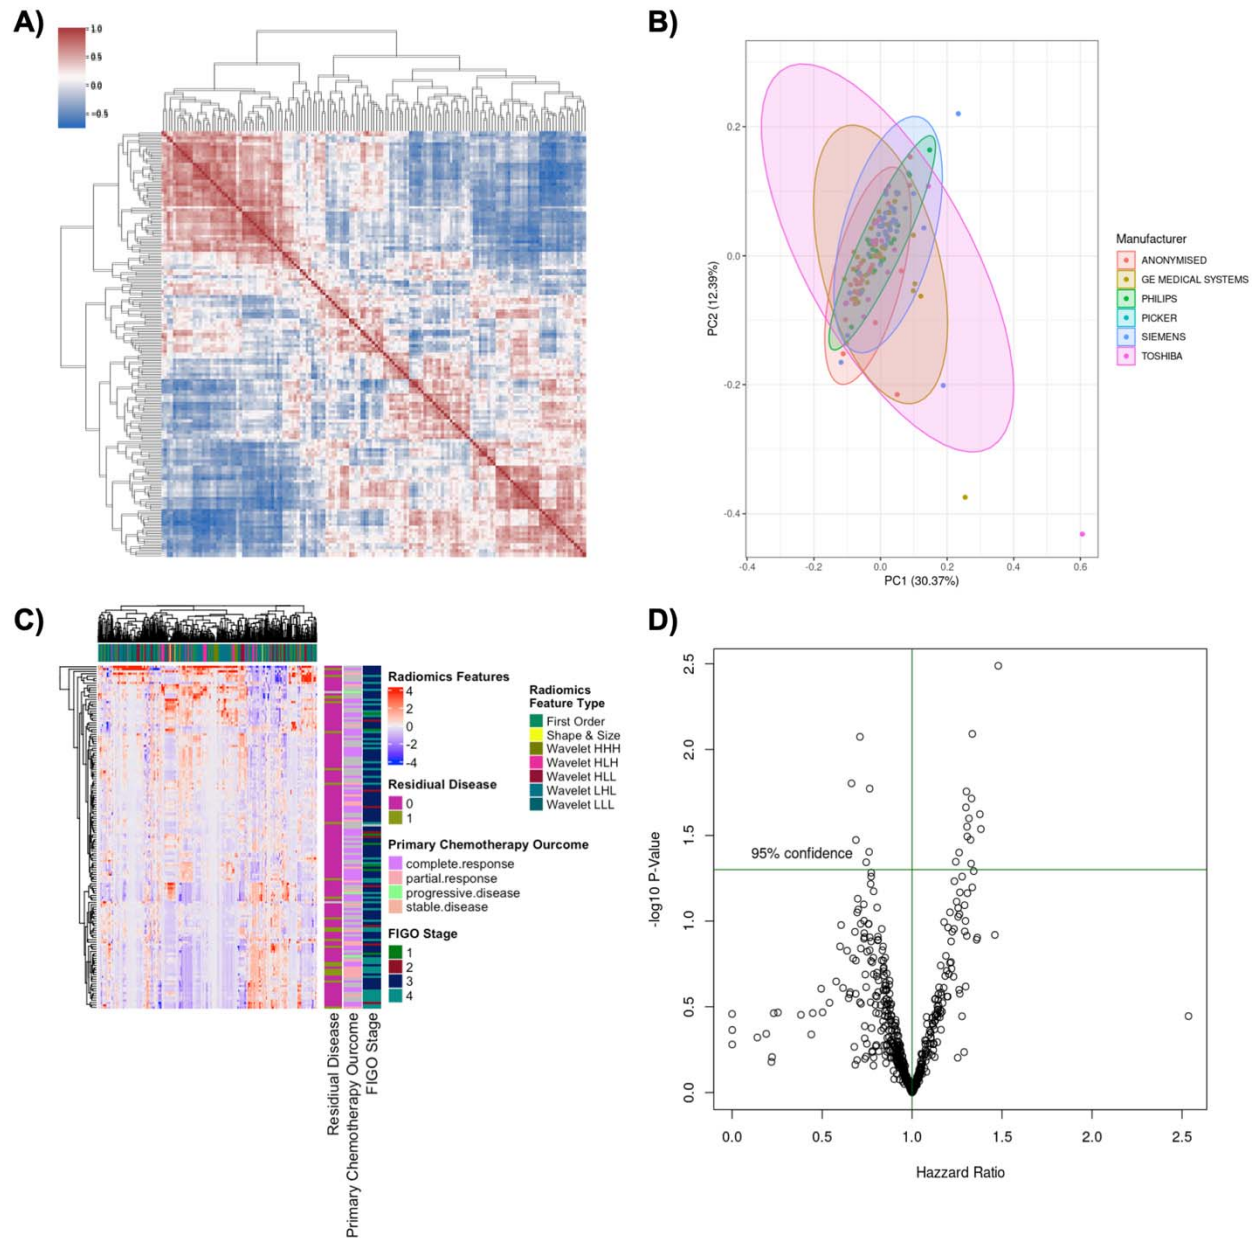 A)
1.0
0.5
0.0
-0.5
B)
0.2
0.0
-0.2
-0.4
-0.4
-0.2
0.0
0.2
0.4
0.6
PC2 (12.39%)
PC1 (30.37%)
Manufacturer
ANONYMISED
GE MEDICAL SYSTEMS
PHILIPS
PICKER
SIEMENS
TOSHIBA
C)
Radiomics Features
4
2
0
-2
-4
Residiual Disease
0
1
Primary Chemotherapy Ourcome
complete.response
partial.response
progressive.disease
stable.disease
FIGO Stage
1
2
3
4
Radiomics
Feature Type
First Order
Shape & Size
Wavelet HHH
Wavelet HLH
Wavelet HLL
Wavelet LHL
Wavelet LLL
Residiual Disease
Primary Chemotherapy Ourcome
FIGO Stage
D)
2.5
2.0
1.5
1.0
0.5
0.0
-log10 P-Value
95% confidence
0.0
0.5
1.0
1.5
2.0
2.5
Hazzard Ratio